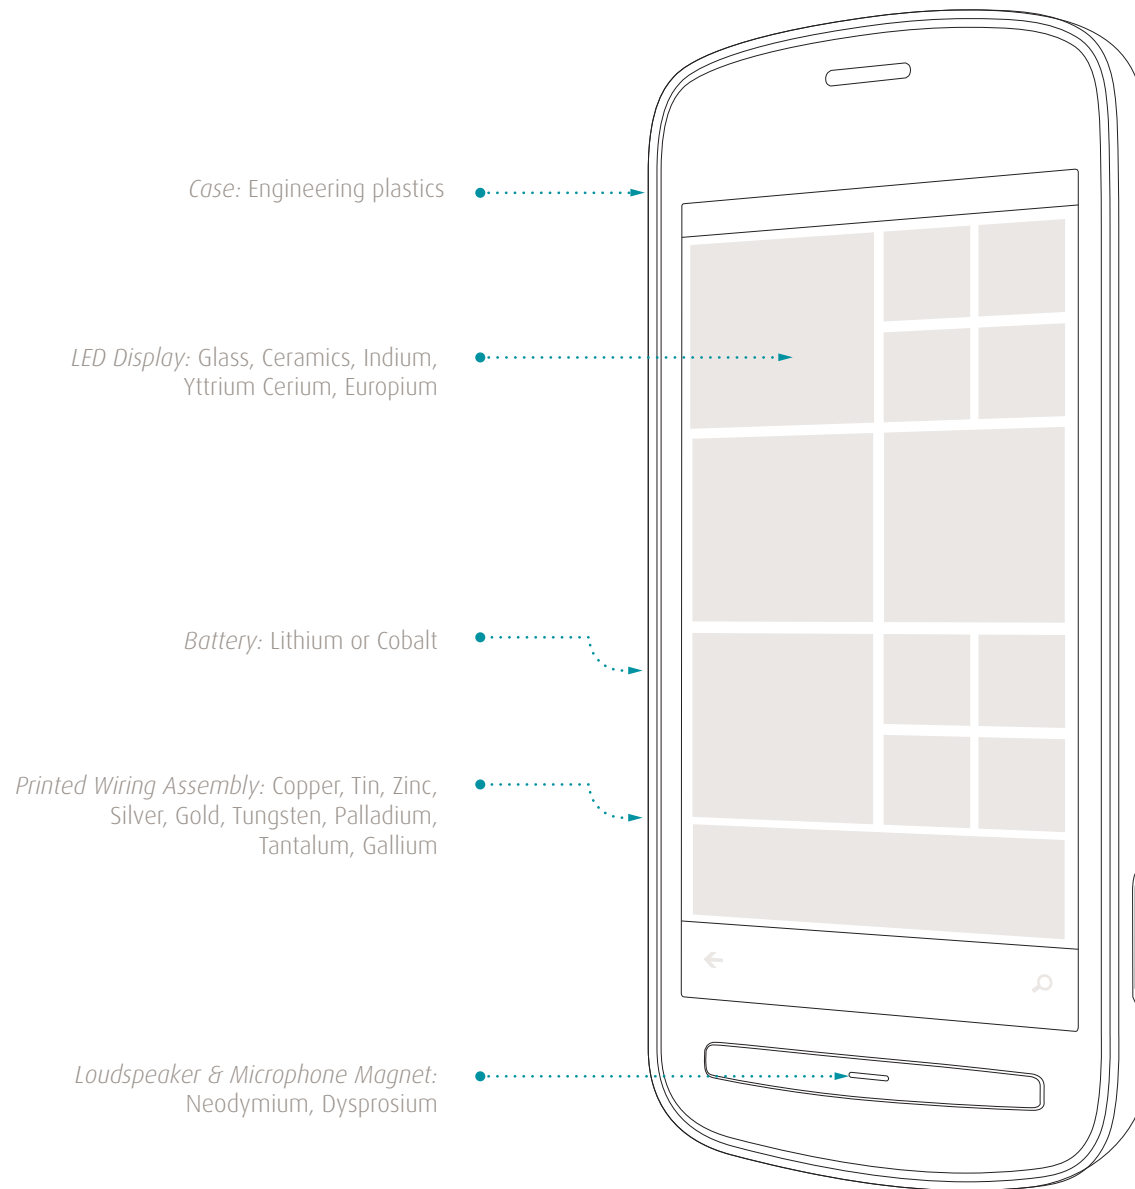 Case: Engineering plastics
LED Display: Glass, Ceramics, Indium,
Yttrium Cerium, Europium
Battery: Lithium or Cobalt
Printed Wiring Assembly: Copper, Tin, Zinc,
Silver, Gold, Tungsten, Palladium,
Tantalum, Gallium
Loudspeaker & Microphone Magnet:
Neodymium, Dysprosium